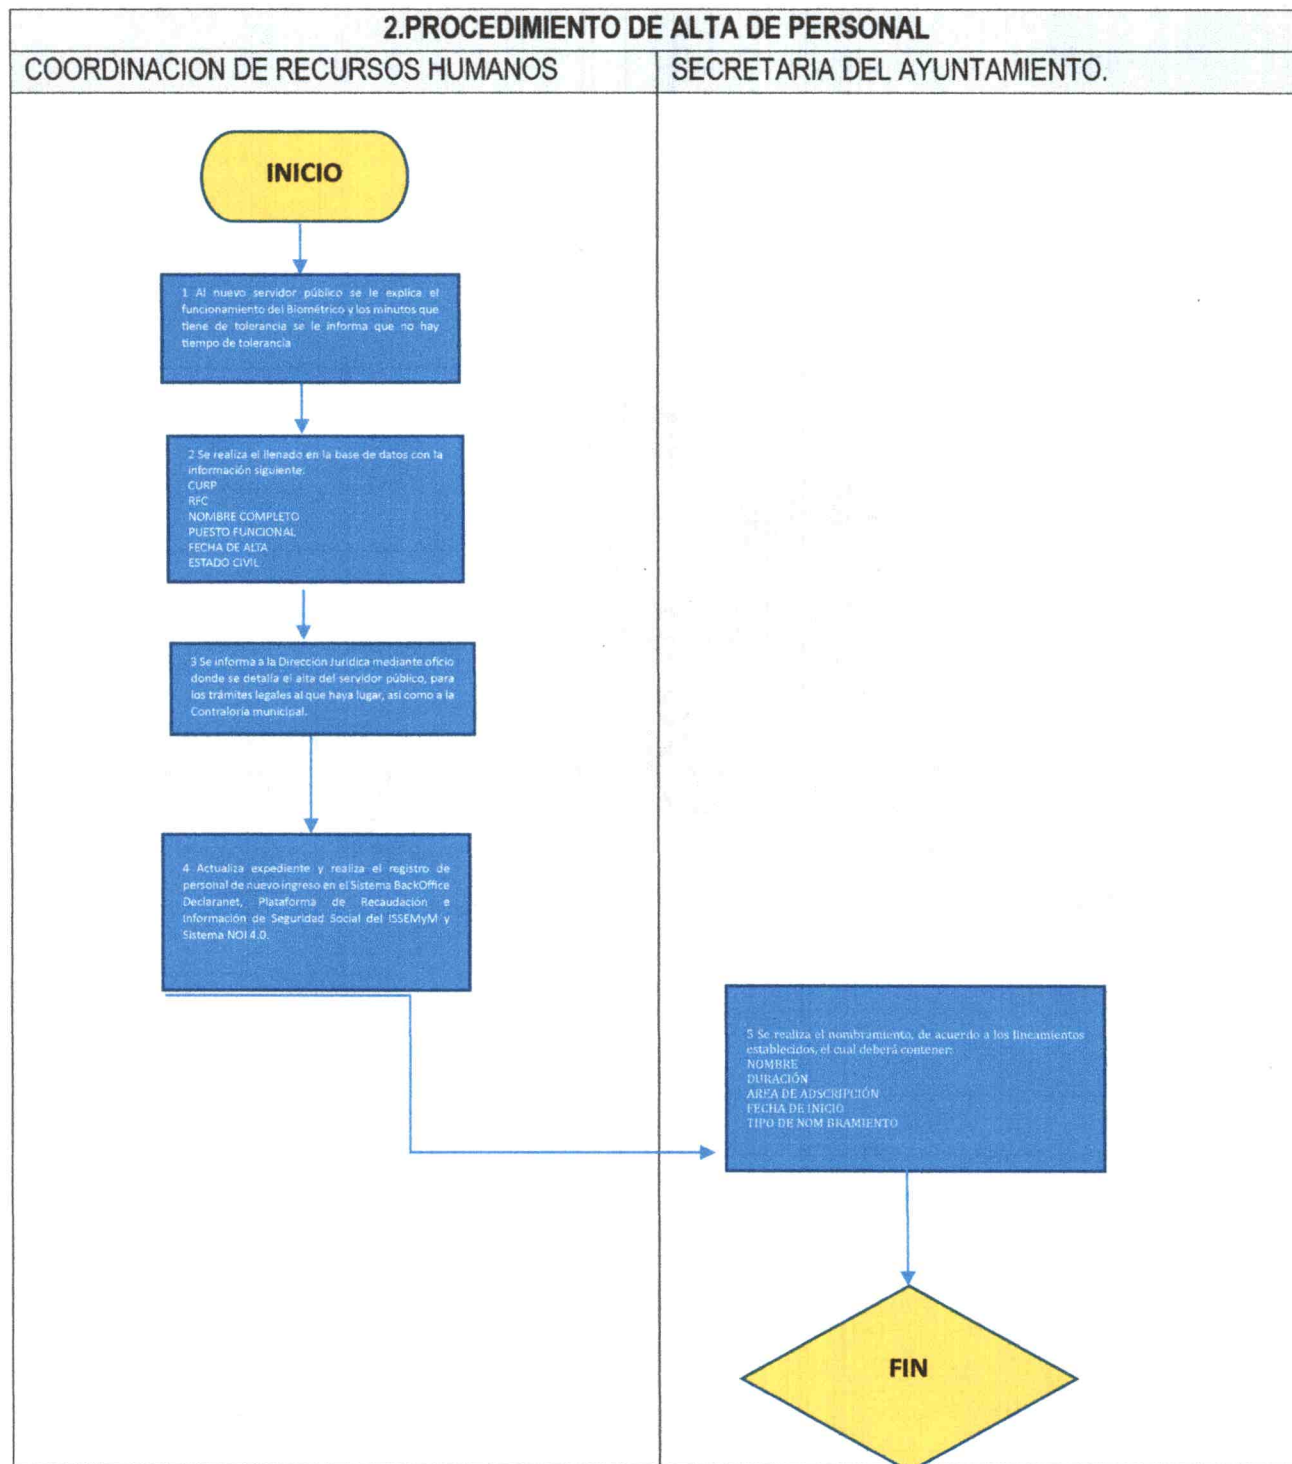 2.PROCEDIMIENTO DE ALTA DE PERSONAL
COORDINACION DE RECURSOS HUMANOS
SECRETARIA DEL AYUNTAMIENTO.
INICIO
1 Al nuevo servidor público se le explica el
funcionamiento del Biométrico y los minutos que
tiene de tolerancia se le informa que no hay
tiempo de tolerancia
2 Se realiza el llenado en la base de datos con la
información siguiente:
CURP
RFC
NOMBRE COMPLETO
PUESTO FUNCIONAL
FECHA DE ALTA
ESTADO CIVIL
3 Se informa a la Dirección Jurídica mediante oficio
donde se detalla el alta del servidor público, para
los trámites legales al que haya lugar, así como a la
Contraloría municipal.
4 Actualiza expediente y realiza el registro de
personal de nuevo ingreso en el Sistema BackOffice
Declaranet, Plataforma de Recaudación e
Información de Seguridad Social del ISSEMyM y
Sistema NOI 4.0.
5 Se realiza el nombramiento, de acuerdo a los lineamientos
establecidos, el cual deberá contener:
NOMBRE
DURACIÓN
AREA DE ADSCRIPCIÓN
FECHA DE INICIO
TIPO DE NOM BRAMIENTO
FIN